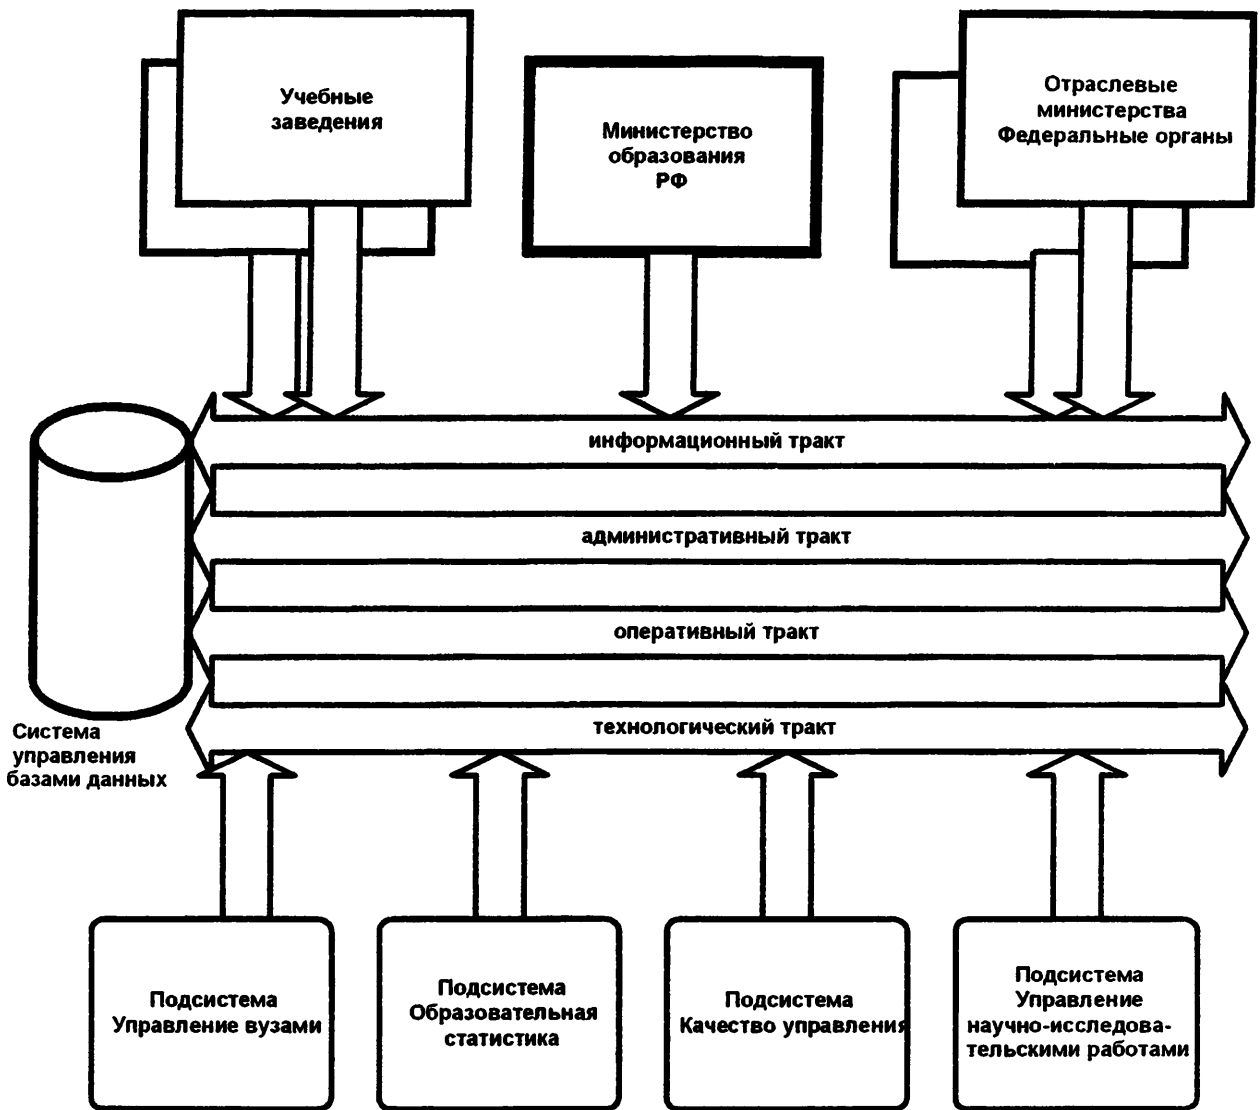 Учебные
заведения
Министерство
образования
РФ
Отраслевые
министерства
Федеральные органы
информационный тракт
административный тракт
оперативный тракт
технологический тракт
Система
управления
базами данных
Подсистема
Управление вузами
Подсистема
Образовательная
статистика
Подсистема
Качество управления
Подсистема
Управление
научно-исследова-
тельскими работами